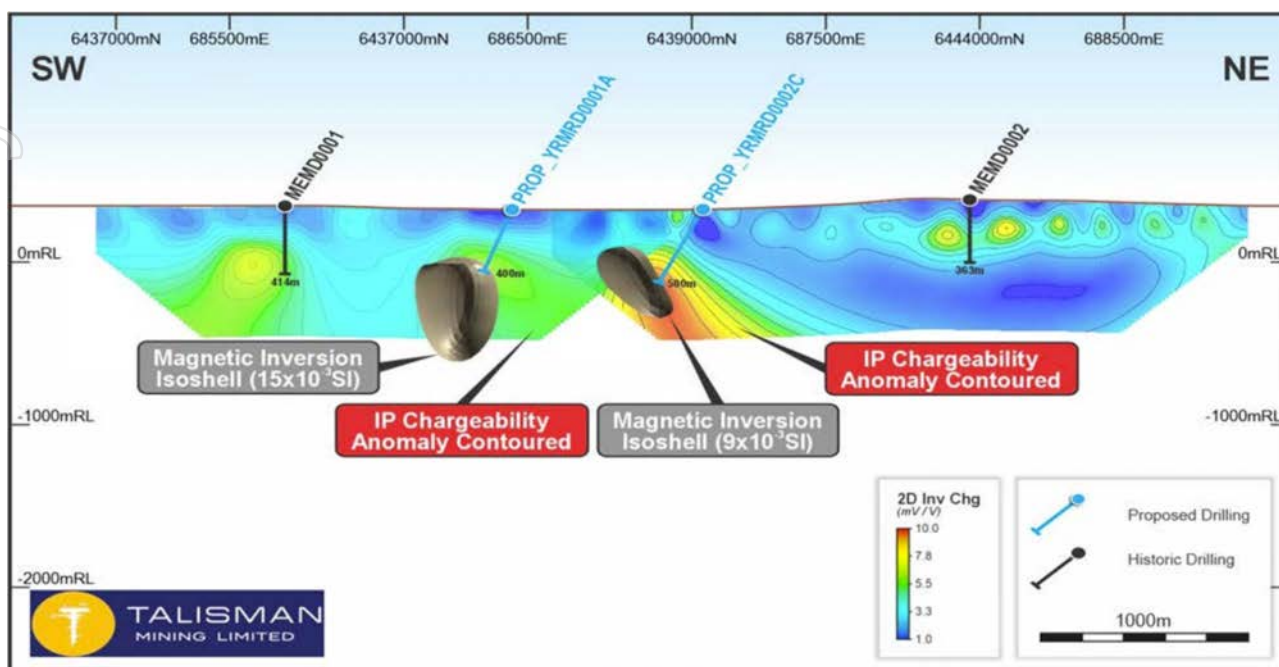 6437000mN 685500mE 6437000mN 686500mE 6439000mN 687500mE 6444000mN 688500mE
SW
NE
MEMD0001
PROP_YRMRD0001A
PROP_YRMRD0002C
MEMD0002
0mRL
0mRL
414m
400m
500m
363m
Magnetic Inversion
Isoshell (15x10⁻³SI)
IP Chargeability
Anomaly Contoured
Magnetic Inversion
Isoshell (9x10⁻³SI)
IP Chargeability
Anomaly Contoured
-1000mRL
-1000mRL
-2000mRL
2D Inv Chg
(mV / V)
10.0
7.8
5.5
3.3
1.0
Proposed Drilling
Historic Drilling
1000m
TALISMAN
MINING LIMITED